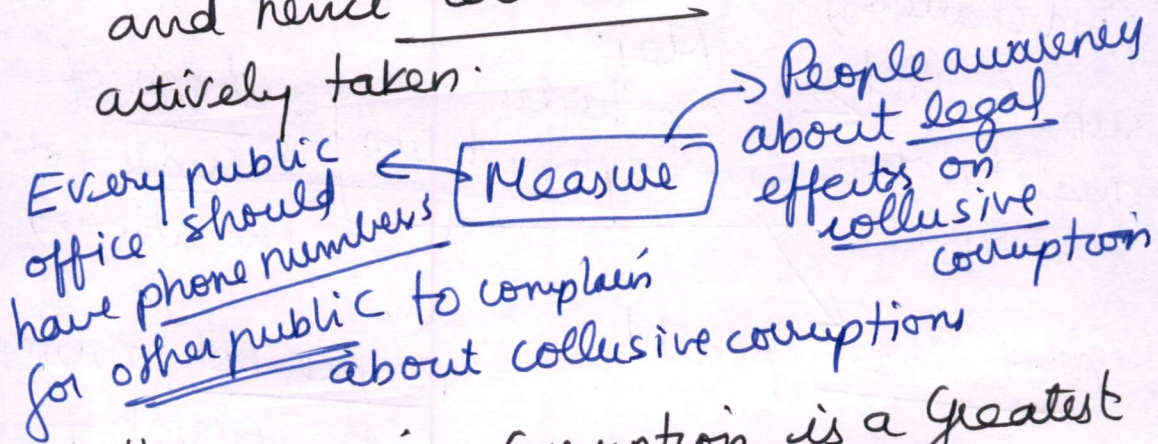 and hence
actively taken.
Measure
People awareney
about legal
effects on
collusive
corruption
Every public
office should
have phone numbers
for other public to complain
about collusive corruptions
corruption is a Greatest